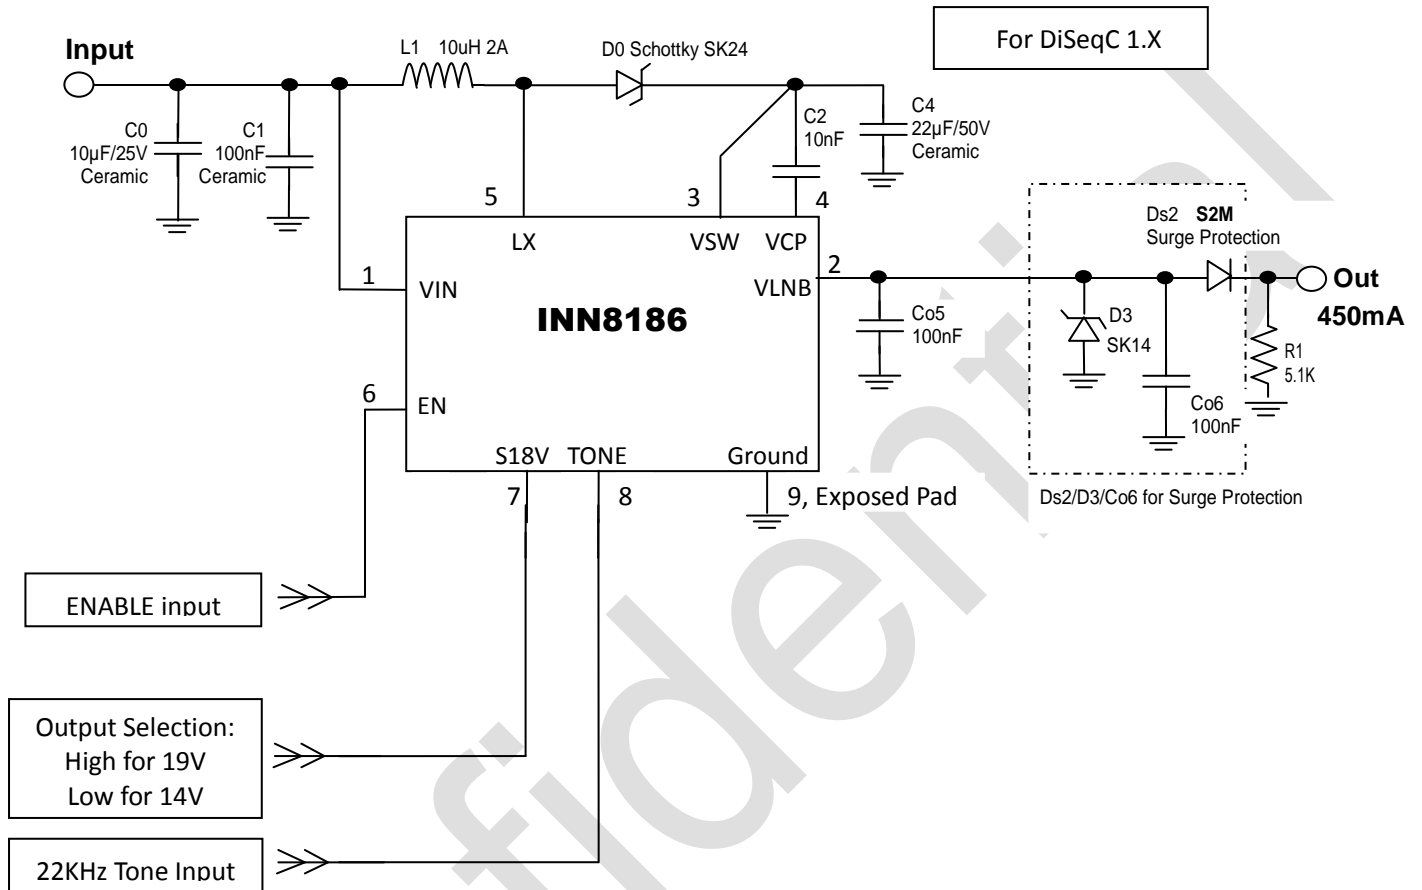 Input
L1 10uH 2A
D0 Schottky SK24
For DiSeqC 1.X
C0
10µF/25V
Ceramic
C1
100nF
Ceramic
C2
10nF
C4
22µF/50V
Ceramic
5
3
4
LX
VSW
VCP
1
VIN
2
VLNB
INN8186
Co5
100nF
Ds2 S2M
Surge Protection
D3
SK14
Co6
100nF
Out
450mA
R1
5.1K
6
EN
S18V
TONE
Ground
7
8
9, Exposed Pad
Ds2/D3/Co6 for Surge Protection
ENABLE input
Output Selection:
High for 19V
Low for 14V
22KHz Tone Input